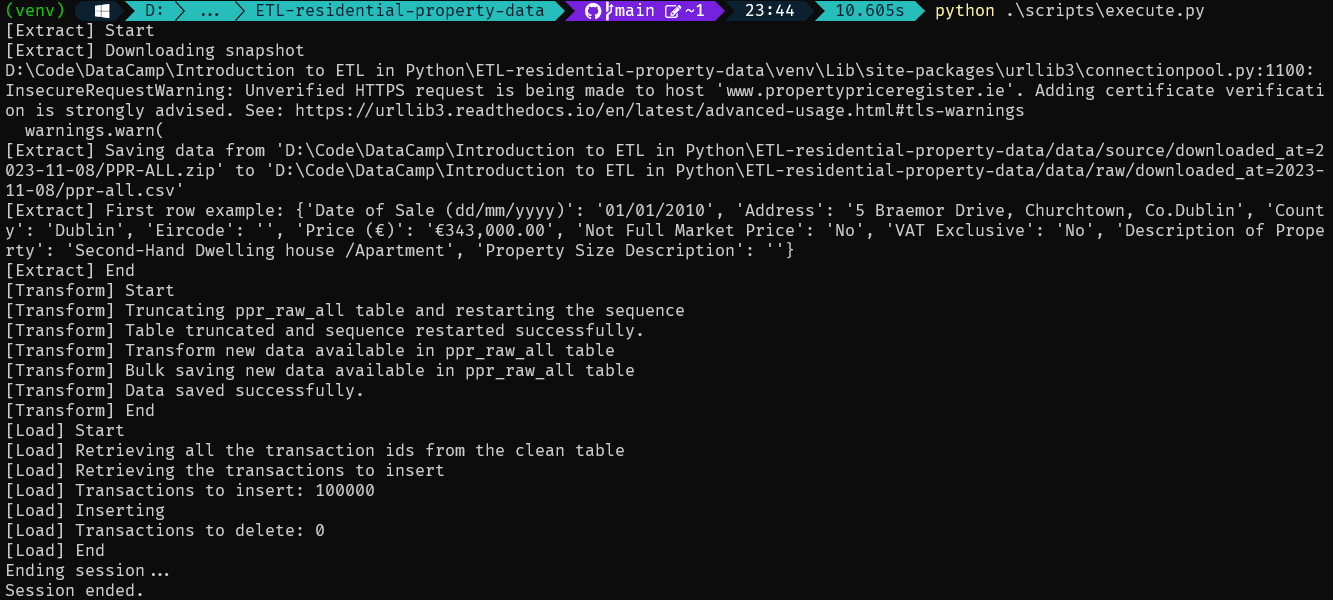 (venv) D: ... ETL-residential-property-data main ~1 23:44 10.605s python .\scripts\execute.py
[Extract] Start
[Extract] Downloading snapshot
D:\Code\DataCamp\Introduction to ETL in Python\ETL-residential-property-data\venv\Lib\site-packages\urllib3\connectionpool.py:1100:
InsecureRequestWarning: Unverified HTTPS request is being made to host 'www.propertypriceregister.ie'. Adding certificate verificati
on is strongly advised. See: https://urllib3.readthedocs.io/en/latest/advanced-usage.html#tls-warnings
  warnings.warn(
[Extract] Saving data from 'D:\Code\DataCamp\Introduction to ETL in Python\ETL-residential-property-data/data/source/downloaded_at=2
023-11-08/PPR-ALL.zip' to 'D:\Code\DataCamp\Introduction to ETL in Python\ETL-residential-property-data/data/raw/downloaded_at=2023-
11-08/ppr-all.csv'
[Extract] First row example: {'Date of Sale (dd/mm/yyyy)': '01/01/2010', 'Address': '5 Braemor Drive, Churchtown, Co.Dublin', 'Count
y': 'Dublin', 'Eircode': '', 'Price (€)': '€343,000.00', 'Not Full Market Price': 'No', 'VAT Exclusive': 'No', 'Description of Prope
rty': 'Second-Hand Dwelling house /Apartment', 'Property Size Description': ''}
[Extract] End
[Transform] Start
[Transform] Truncating ppr_raw_all table and restarting the sequence
[Transform] Table truncated and sequence restarted successfully.
[Transform] Transform new data available in ppr_raw_all table
[Transform] Bulk saving new data available in ppr_raw_all table
[Transform] Data saved successfully.
[Transform] End
[Load] Start
[Load] Retrieving all the transaction ids from the clean table
[Load] Retrieving the transactions to insert
[Load] Transactions to insert: 100000
[Load] Inserting
[Load] Transactions to delete: 0
[Load] End
Ending session...
Session ended.